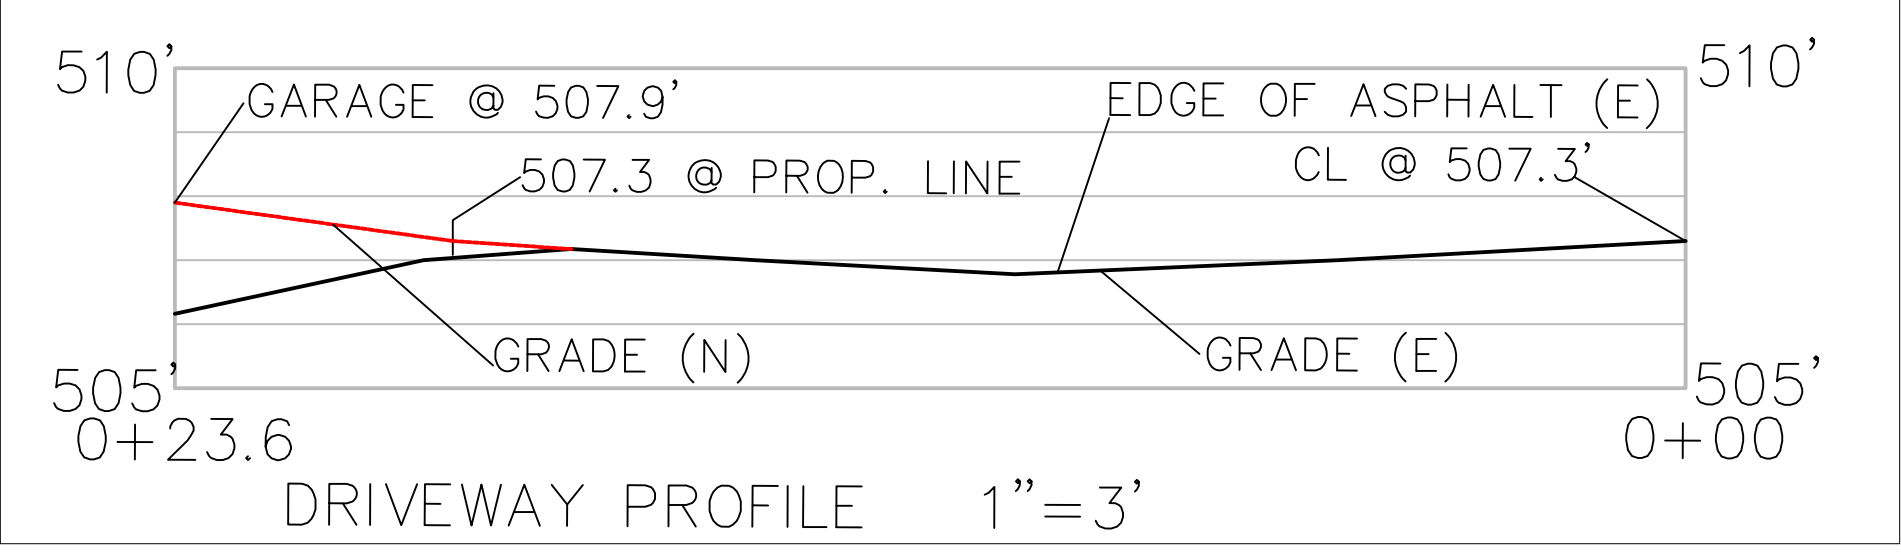 510'
510'
GARAGE @ 507.9'
EDGE OF ASPHALT (E)
507.3 @ PROP. LINE
CL @ 507.3'
GRADE (N)
GRADE (E)
505'
505'
0+23.6
0+00
DRIVEWAY PROFILE 1"=3'